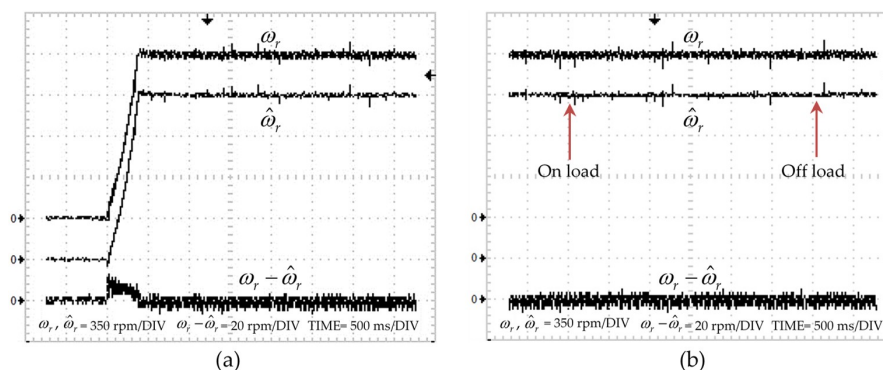 ωr
ω̂r
ωr − ω̂r
0
0
0
ωr , ω̂r = 350 rpm/DIV ωr − ω̂r = 20 rpm/DIV TIME= 500 ms/DIV
(a)
ωr
ω̂r
On load
Off load
ωr − ω̂r
0
0
0
ωr , ω̂r = 350 rpm/DIV ωr − ω̂r = 20 rpm/DIV TIME= 500 ms/DIV
(b)